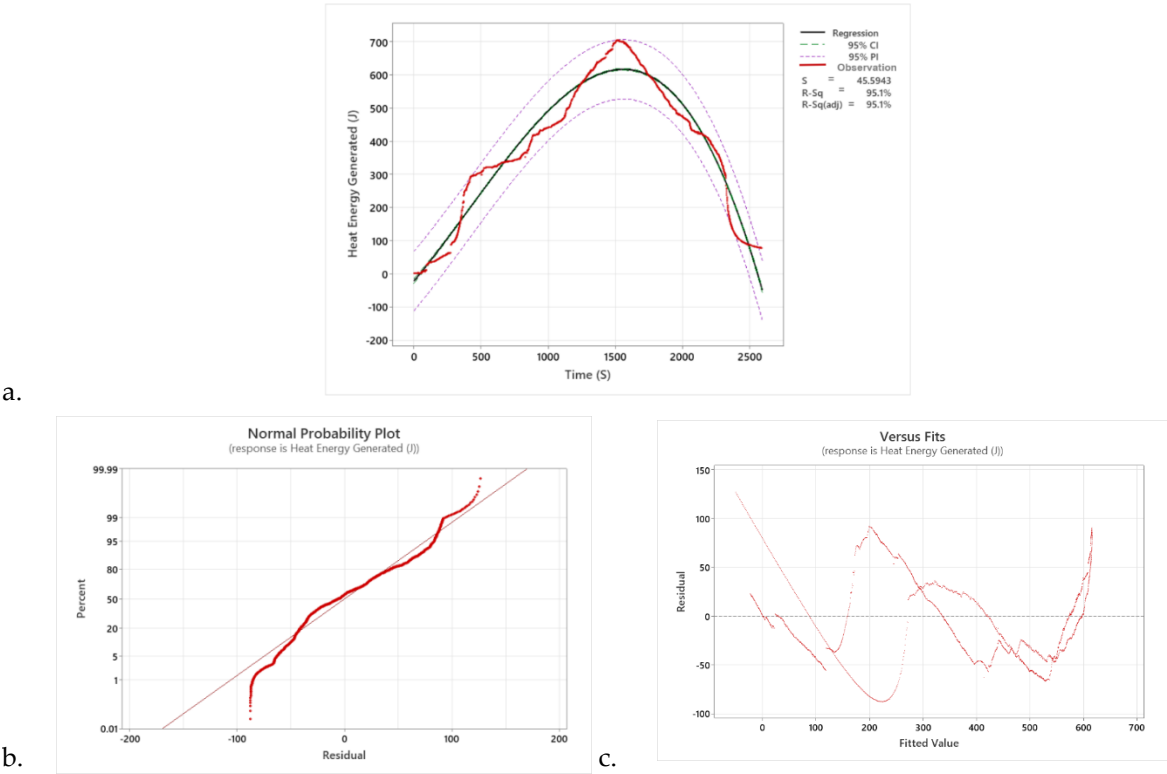 Regression
95% CI
95% PI
Observation
S = 45.5943
R-Sq = 95.1%
R-Sq(adj) = 95.1%
700
600
500
400
300
200
100
0
-100
-200
Heat Energy Generated (J)
0 500 1000 1500 2000 2500
Time (S)
a.
Normal Probability Plot
(response is Heat Energy Generated (J))
99.99
99
95
80
50
20
5
1
0.01
Percent
-200 -100 0 100 200
Residual
b.
Versus Fits
(response is Heat Energy Generated (J))
150
100
50
0
-50
-100
Residual
0 100 200 300 400 500 600 700
Fitted Value
c.